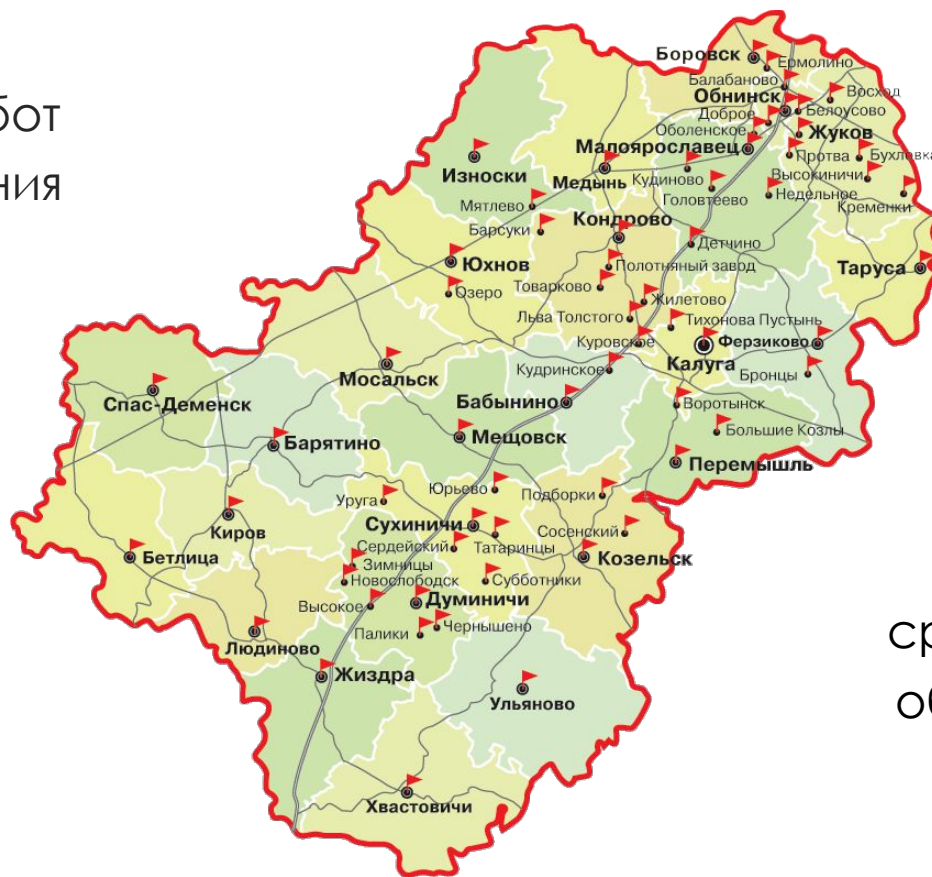 бот
ния
Боровск
Ермолино
Балабаново
Восход
Обнинск
Белоусово
Доброе
Оболенское
Жуков
Малоярославец
Протва
Бухловка
Износки
Медынь
Кудиново
Высокиничи
Головтеево
Недельное
Кременки
Мятлево
Кондрово
Барсуки
Детчино
Юхнов
Полотняный завод
Таруса
Товарково
Озеро
Жилетово
Льва Толстого
Тихонова Пустынь
Куровское
Ферзиково
Калуга
Кудринское
Бронцы
Мосальск
Спас-Деменск
Бабынино
Воротынск
Мещовск
Большие Козлы
Барятино
Перемышль
Юрьево
Подборки
Уруга
Киров
Сухиничи
Сосенский
Сердейский
Татаринцы
Бетлица
Козельск
Зимницы
Новослободск
Субботники
Высокое
Думиничи
Палики
Чернышено
Людиново
ср
Жиздра
Ульяново
об
Хвастовичи